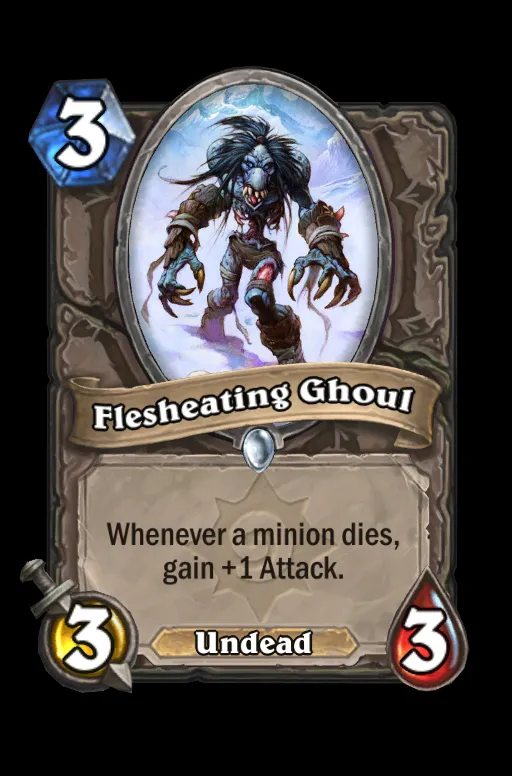 3
Flesheating Ghoul
Whenever a minion dies,
gain +1 Attack.
3
Undead
3